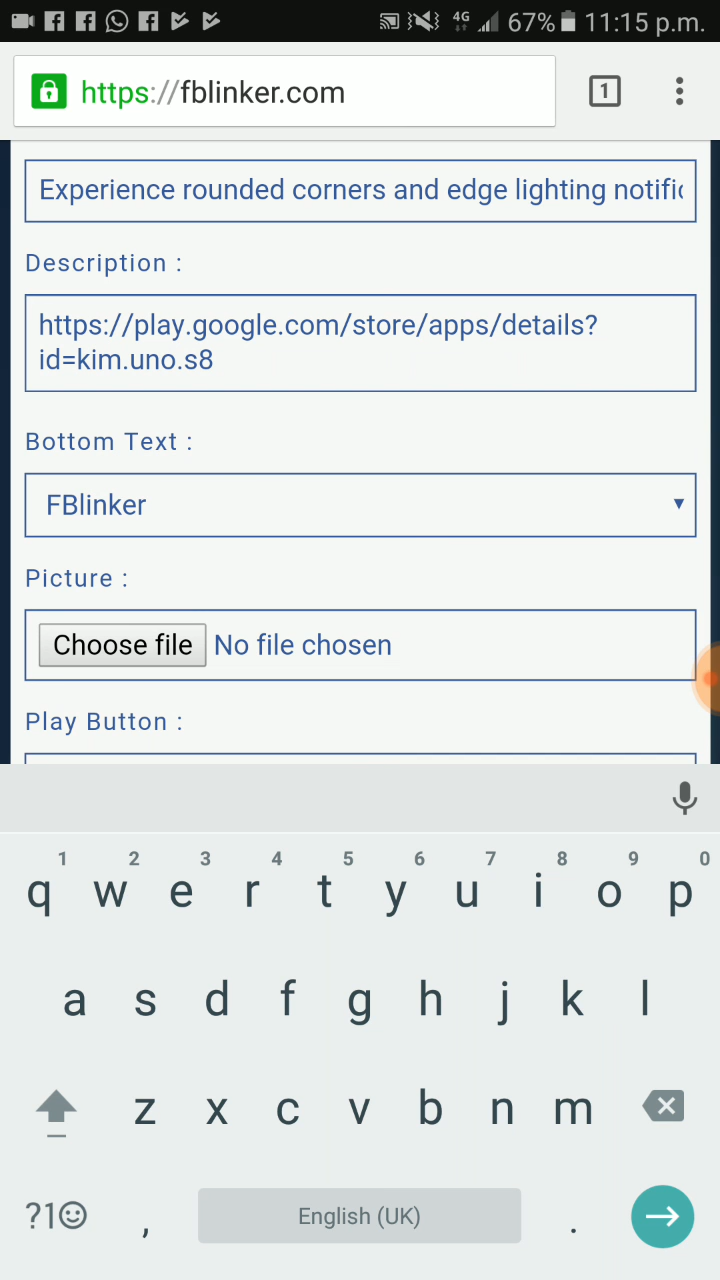 4G 67% 11:15 p.m.
https://fblinker.com
1
Experience rounded corners and edge lighting notific
Description :
https://play.google.com/store/apps/details?
id=kim.uno.s8
Bottom Text :
FBlinker
Picture :
Choose file No file chosen
Play Button :
1 2 3 4 5 6 7 8 9 0
q w e r t y u i o p
a s d f g h j k l
z x c v b n m
?1☺ , English (UK) .